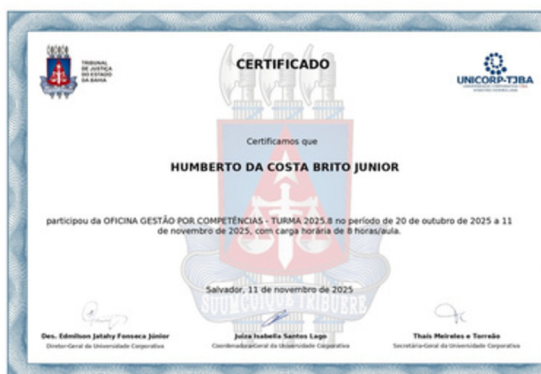 TRIBUNAL
DE JUSTIÇA
DO ESTADO
DA BAHIA
CERTIFICADO
UNICORP-TJBA
Certificamos que
HUMBERTO DA COSTA BRITO JUNIOR
participou da OFICINA GESTÃO POR COMPETÊNCIAS - TURMA 2025.8 no período de 20 de outubro de 2025 a 11
de novembro de 2025, com carga horária de 8 horas/aula.
Salvador, 11 de novembro de 2025
SUUM CUIQUE TRIBUERE
Des. Edmilson Jatahy Fonseca Júnior
Diretor-Geral da Universidade Corporativa
Juíza Isabella Santos Lago
Coordenadora-Geral da Universidade Corporativa
Thaís Meireles e Torreão
Secretária-Geral da Universidade Corporativa